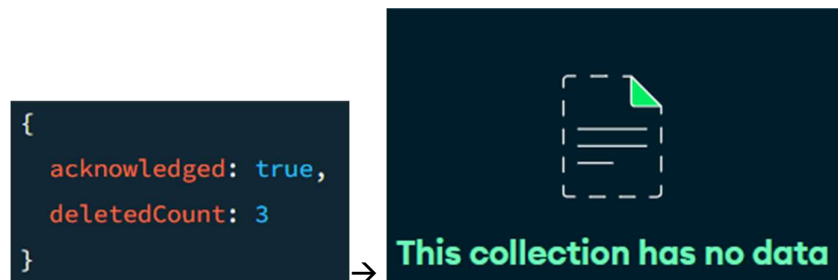 {
acknowledged: true,
deletedCount: 3
}
→
This collection has no data